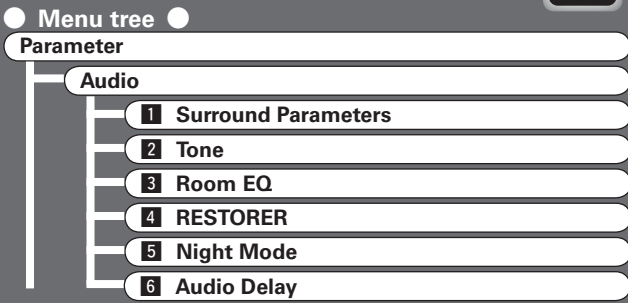 ● Menu tree ●
Parameter
Audio
1 Surround Parameters
2 Tone
3 Room EQ
4 RESTORER
5 Night Mode
6 Audio Delay